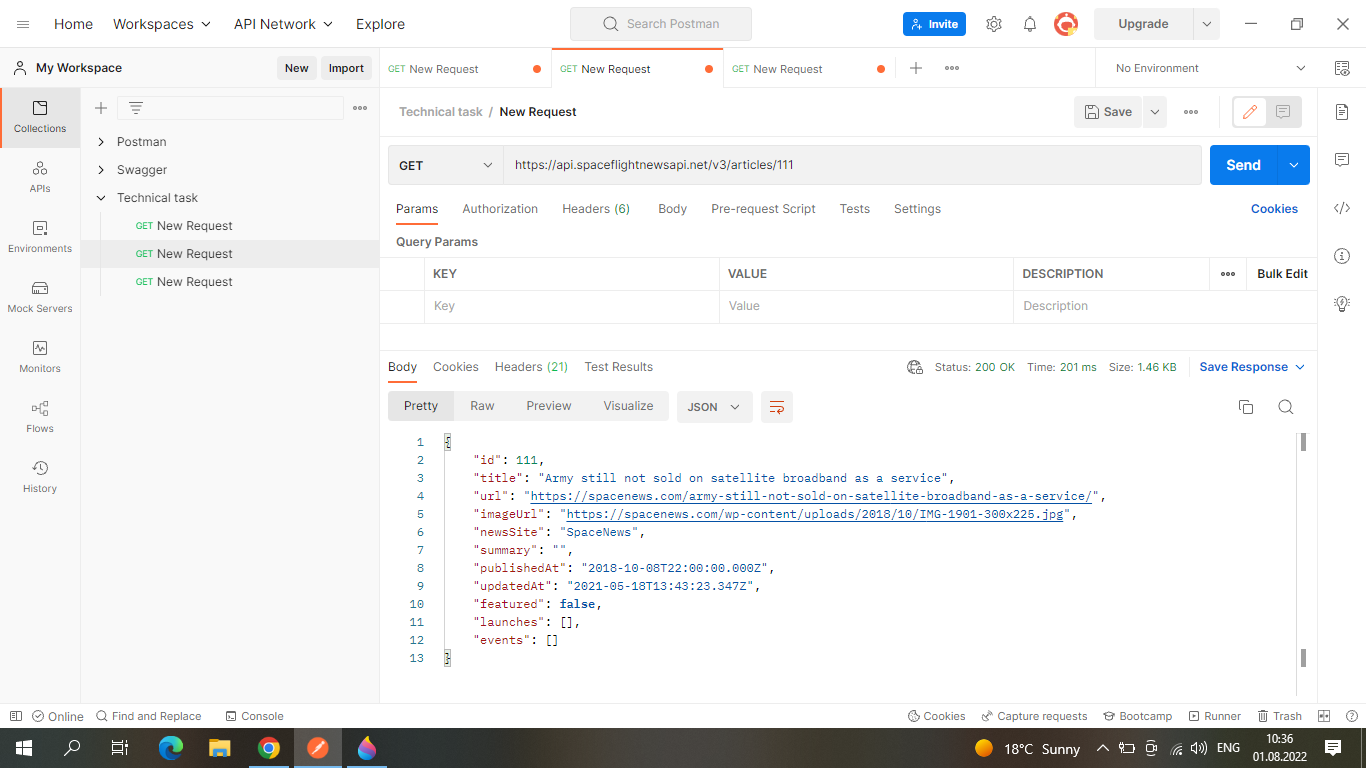 Home Workspaces API Network Explore Search Postman Invite Upgrade
My Workspace New Import GET New Request GET New Request GET New Request No Environment
Collections
APIs
Environments
Mock Servers
Monitors
Flows
History
Postman
Swagger
Technical task
GET New Request
GET New Request
GET New Request
Technical task / New Request Save
GET https://api.spaceflightnewsapi.net/v3/articles/111 Send
Params Authorization Headers (6) Body Pre-request Script Tests Settings Cookies
Query Params
KEY VALUE DESCRIPTION Bulk Edit
Key Value Description
Body Cookies Headers (21) Test Results Status: 200 OK Time: 201 ms Size: 1.46 KB Save Response
Pretty Raw Preview Visualize JSON
1 {
2 "id": 111,
3 "title": "Army still not sold on satellite broadband as a service",
4 "url": "https://spacenews.com/army-still-not-sold-on-satellite-broadband-as-a-service/",
5 "imageUrl": "https://spacenews.com/wp-content/uploads/2018/10/IMG-1901-300x225.jpg",
6 "newsSite": "SpaceNews",
7 "summary": "",
8 "publishedAt": "2018-10-08T22:00:00.000Z",
9 "updatedAt": "2021-05-18T13:43:23.347Z",
10 "featured": false,
11 "launches": [],
12 "events": []
13 }
Online Find and Replace Console Cookies Capture requests Bootcamp Runner Trash
18°C Sunny ENG 10:36
01.08.2022